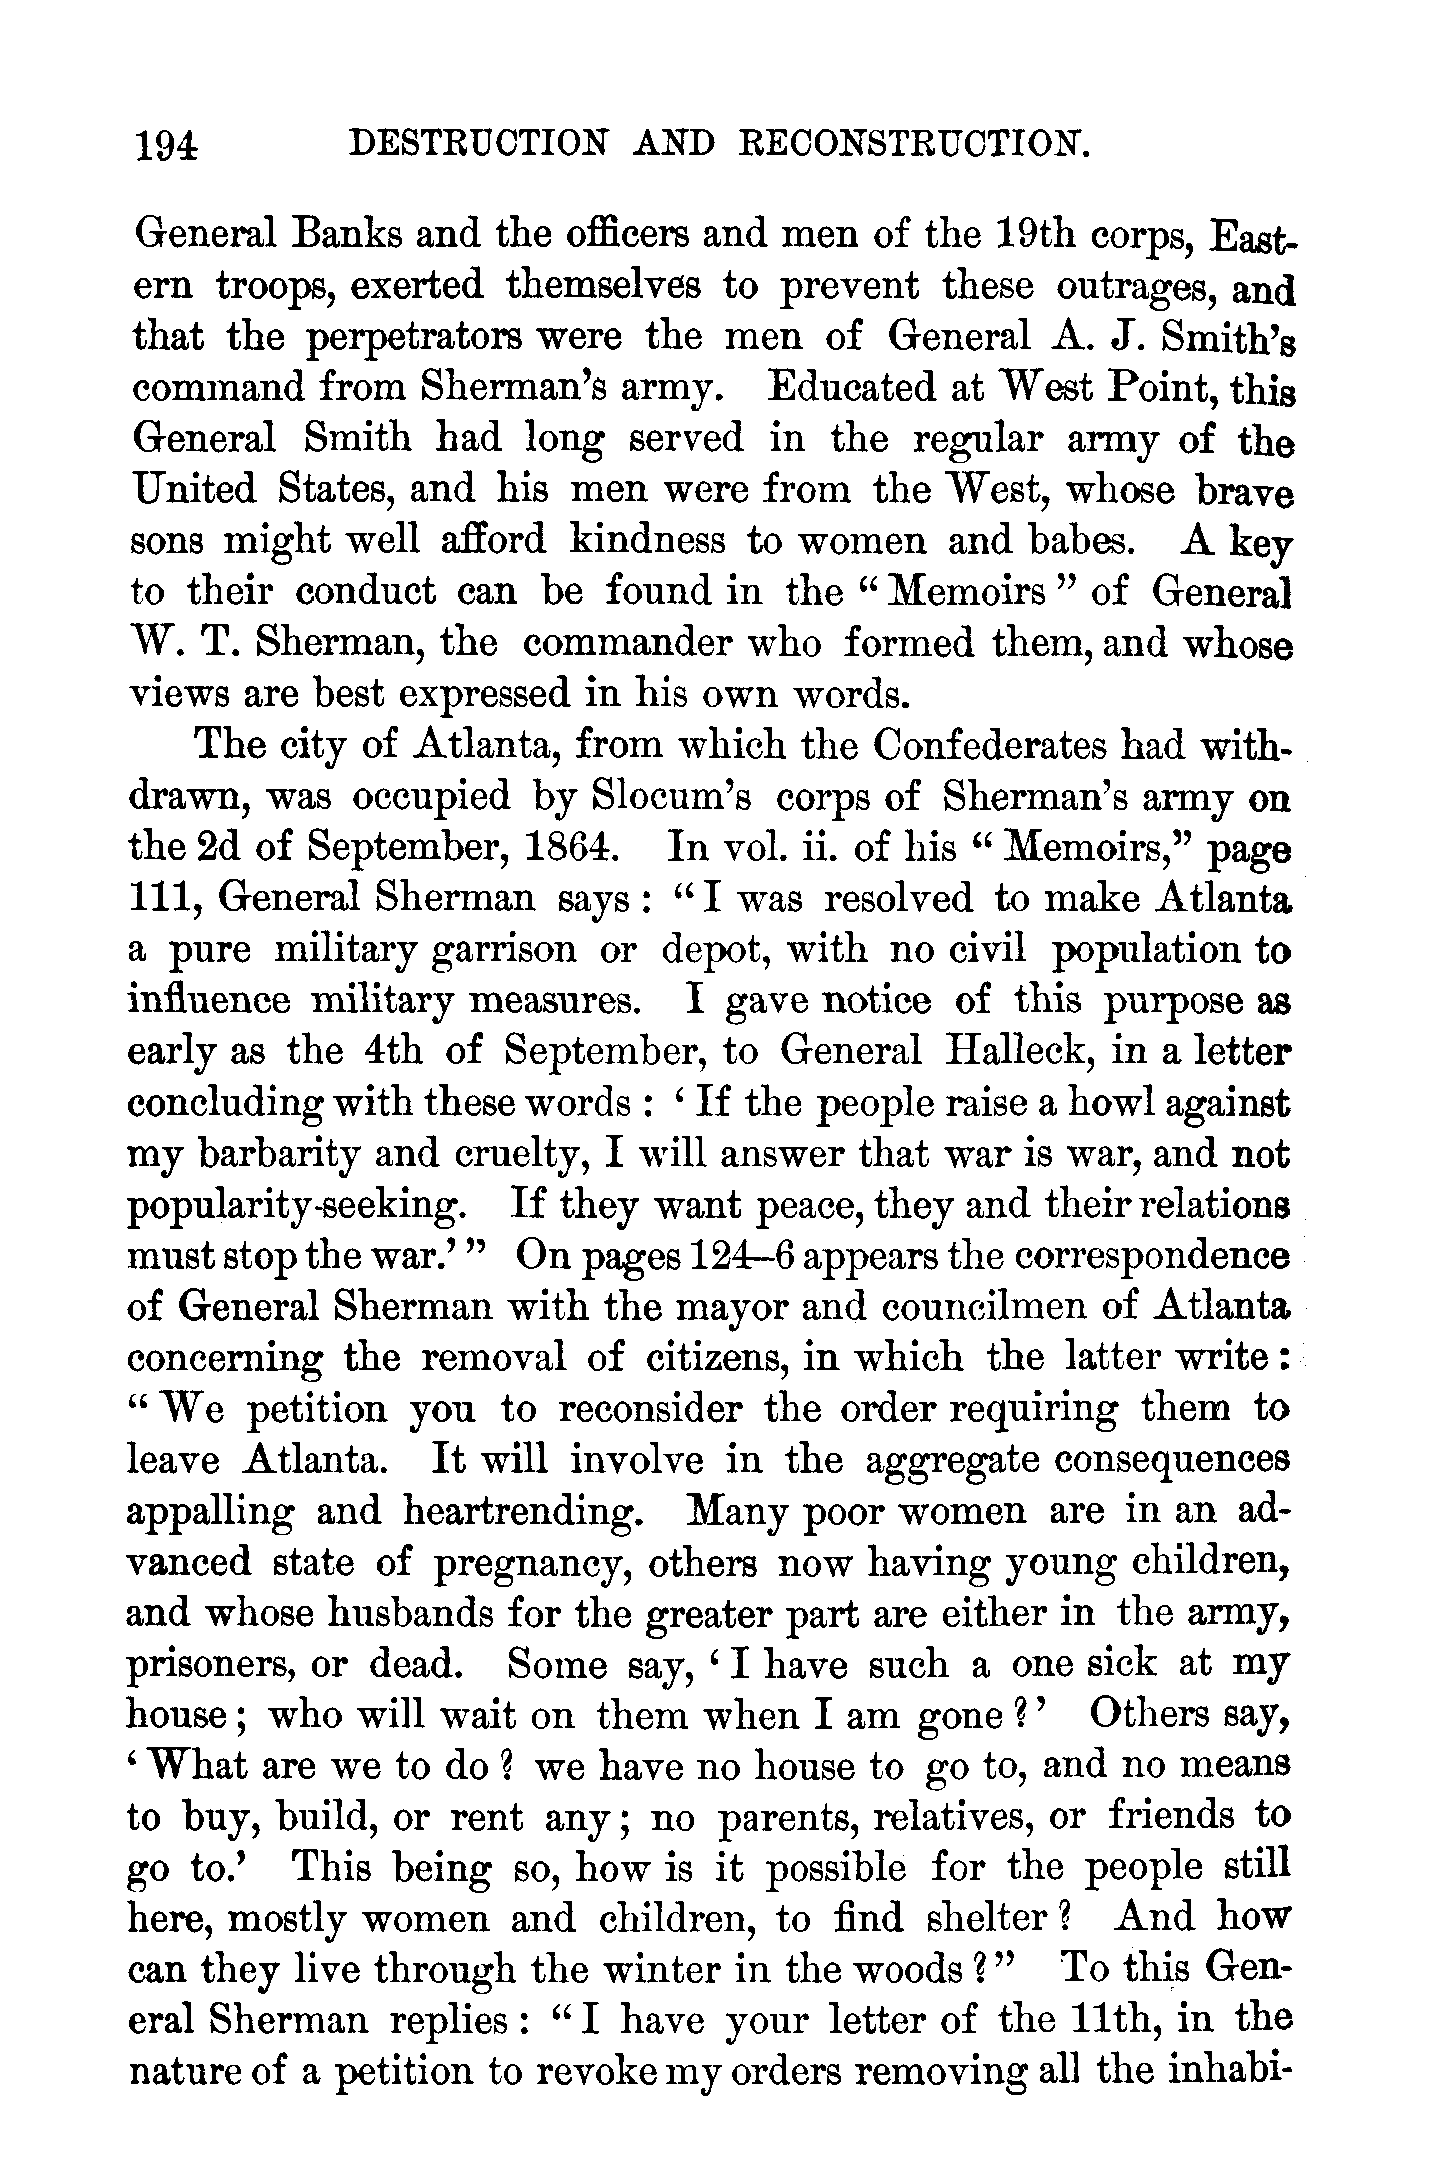 194 DESTRUCTION AND RECONSTRUCTION.
General Banks and the officers and men of the 19th corps, East-
ern troops, exerted themselves to prevent these outrages, and
that the perpetrators were the men of General A. J. Smith's
command from Sherman's army. Educated at West Point, this
General Smith had long served in the regular army of the
United States, and his men were from the West, whose brave
sons might well afford kindness to women and babes. A key
to their conduct can be found in the "Memoirs" of General
W. T. Sherman, the commander who formed them, and whose
views are best expressed in his own words.
The city of Atlanta, from which the Confederates had with-
drawn, was occupied by Slocum's corps of Sherman's army on
the 2d of September, 1864. In vol. ii. of his "Memoirs," page
111, General Sherman says: "I was resolved to make Atlanta
a pure military garrison or depot, with no civil population to
influence military measures. I gave notice of this purpose as
early as the 4th of September, to General Halleck, in a letter
concluding with these words: 'If the people raise a howl against
my barbarity and cruelty, I will answer that war is war, and not
popularity-seeking. If they want peace, they and their relations
must stop the war.'" On pages 124–6 appears the correspondence
of General Sherman with the mayor and councilmen of Atlanta
concerning the removal of citizens, in which the latter write:
"We petition you to reconsider the order requiring them to
leave Atlanta. It will involve in the aggregate consequences
appalling and heartrending. Many poor women are in an ad-
vanced state of pregnancy, others now having young children,
and whose husbands for the greater part are either in the army,
prisoners, or dead. Some say, 'I have such a one sick at my
house; who will wait on them when I am gone?' Others say,
'What are we to do? we have no house to go to, and no means
to buy, build, or rent any; no parents, relatives, or friends to
go to.' This being so, how is it possible for the people still
here, mostly women and children, to find shelter? And how
can they live through the winter in the woods?" To this Gen-
eral Sherman replies: "I have your letter of the 11th, in the
nature of a petition to revoke my orders removing all the inhabi-